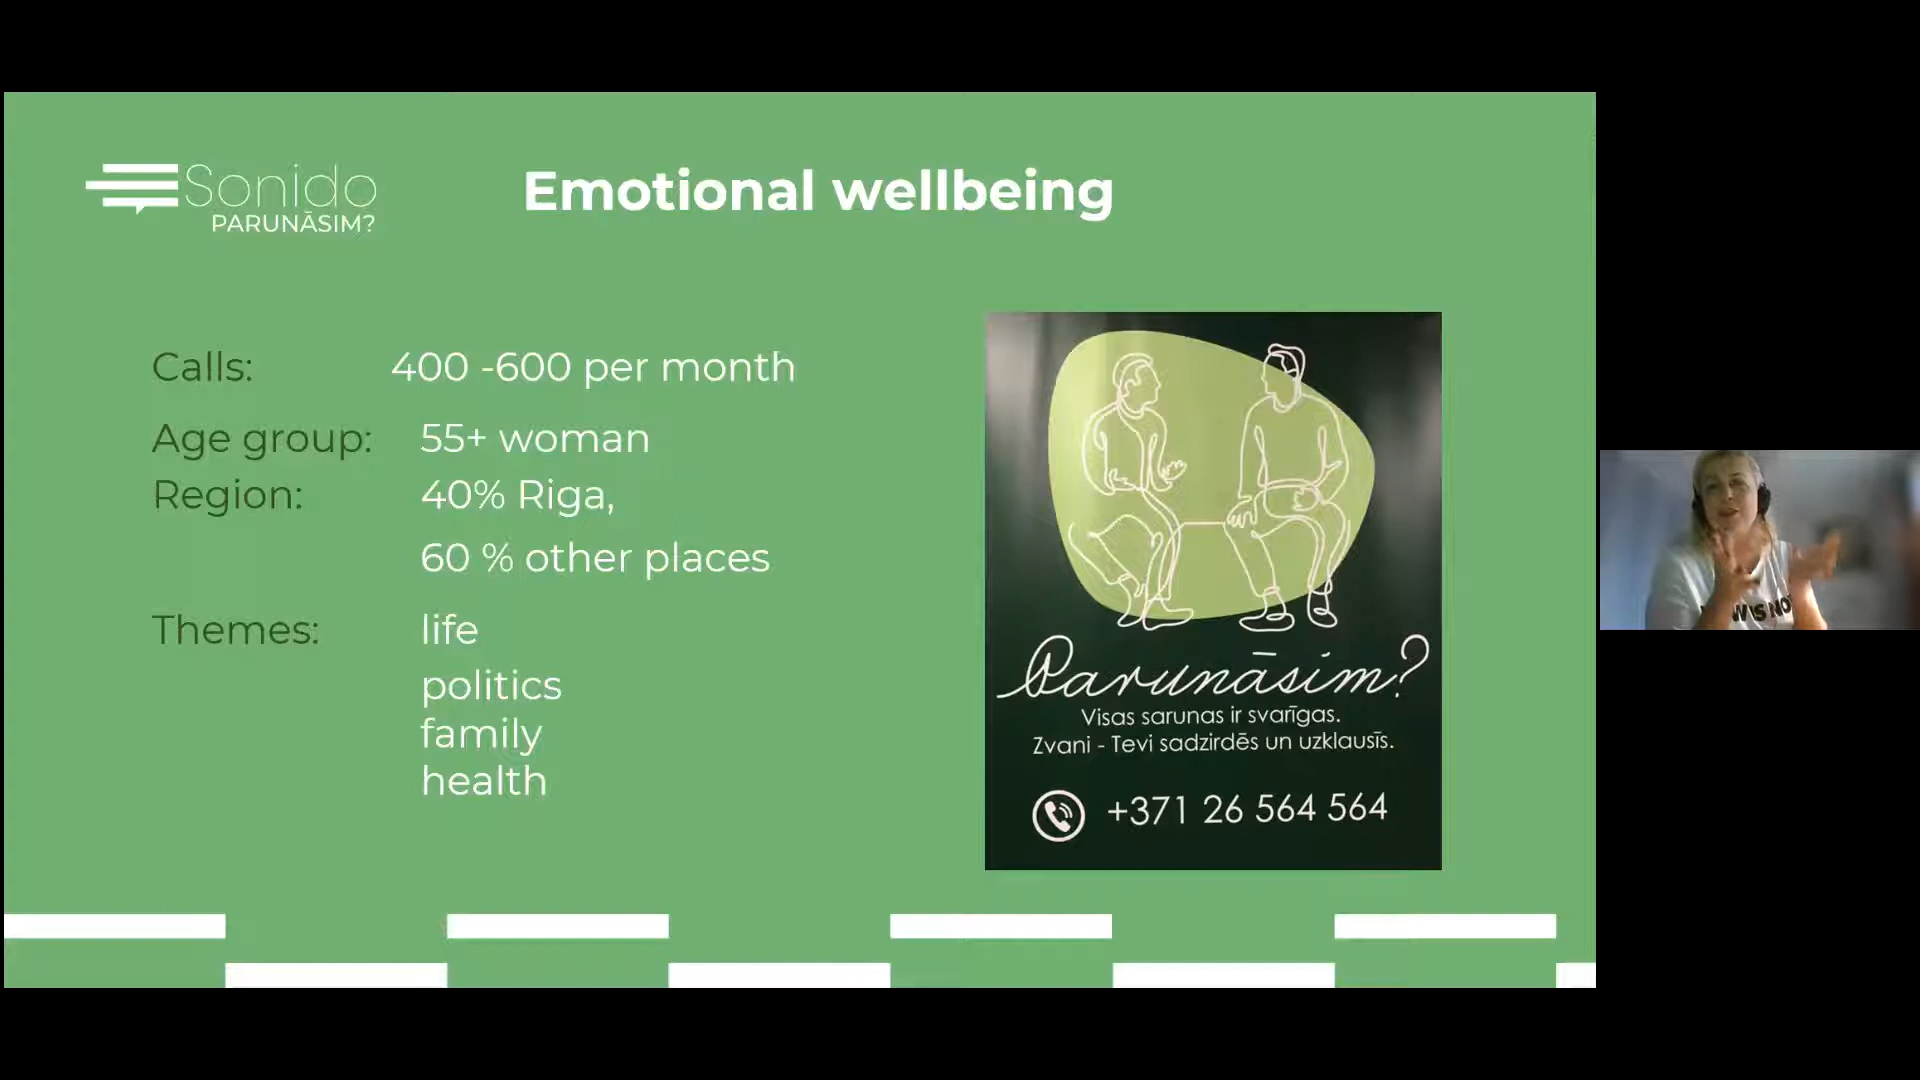 Sonido
PARUNĀSIM?
Emotional wellbeing
Calls: 400 -600 per month
Age group: 55+ woman
Region: 40% Riga,
60 % other places
Themes: life
politics
family
health
Parunāsim?
Visas sarunas ir svarīgas.
Zvani - Tevi sadzirdēs un uzklausīs.
+371 26 564 564